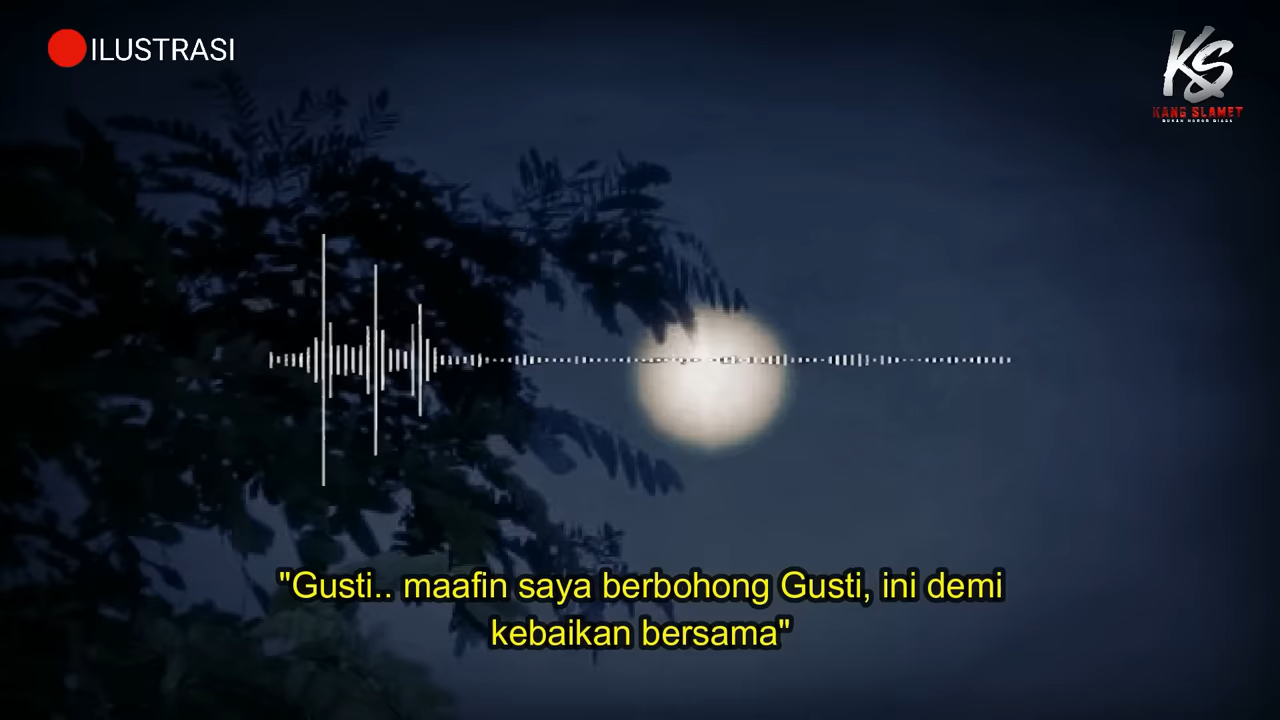 ILUSTRASI
KS
KANG SLAMET
"Gusti.. maafin saya berbohong Gusti, ini demi
kebaikan bersama"